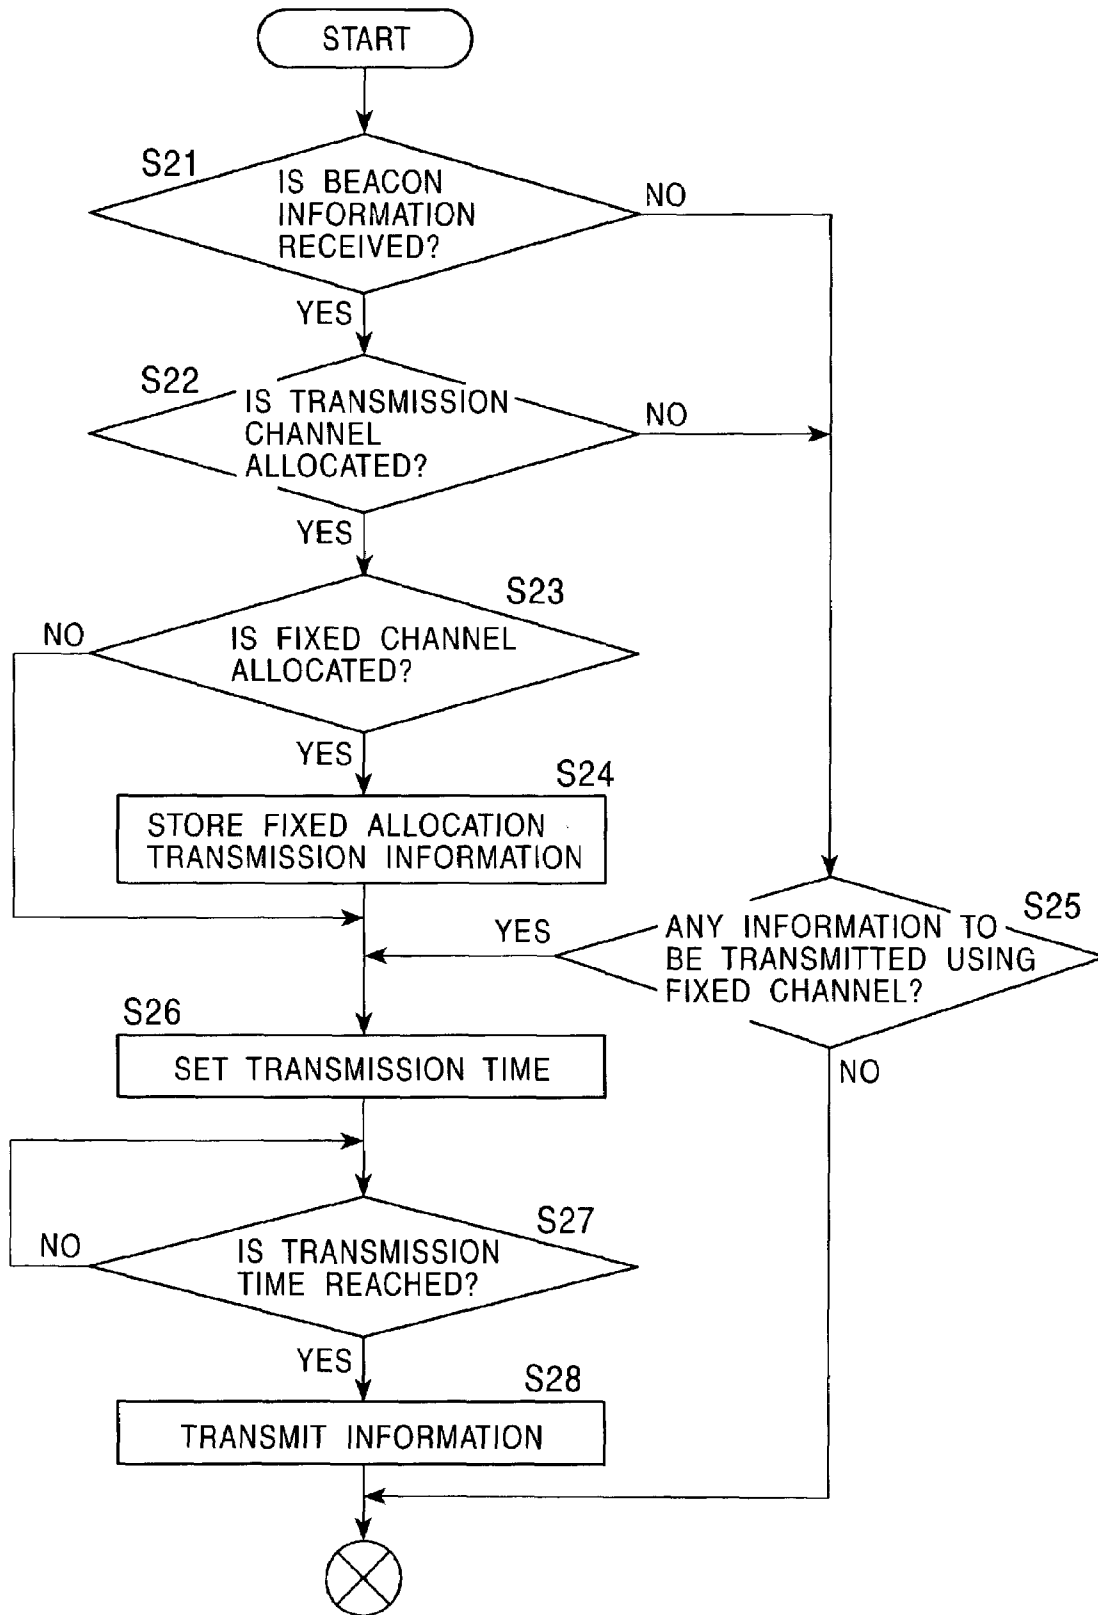 START
S21
IS BEACON
INFORMATION
RECEIVED?
NO
YES
S22
IS TRANSMISSION
CHANNEL
ALLOCATED?
NO
YES
S23
IS FIXED CHANNEL
ALLOCATED?
NO
YES
S24
STORE FIXED ALLOCATION
TRANSMISSION INFORMATION
S25
ANY INFORMATION TO
BE TRANSMITTED USING
FIXED CHANNEL?
YES
NO
S26
SET TRANSMISSION TIME
S27
IS TRANSMISSION
TIME REACHED?
NO
YES
S28
TRANSMIT INFORMATION